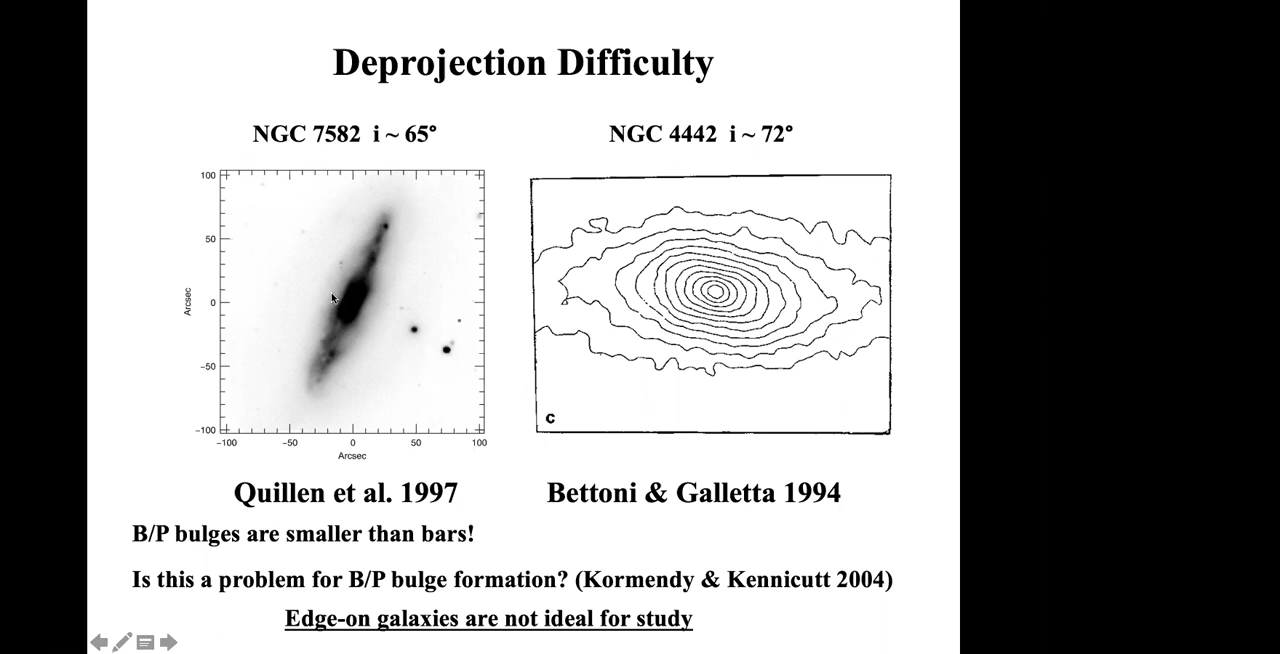 Deprojection Difficulty
NGC 7582 i ~ 65° NGC 4442 i ~ 72°
100
50
0
−50
−100
Arcsec
−100 −50 0 50 100
Arcsec
C
Quillen et al. 1997 Bettoni & Galletta 1994
B/P bulges are smaller than bars!
Is this a problem for B/P bulge formation? (Kormendy & Kennicutt 2004)
Edge-on galaxies are not ideal for study